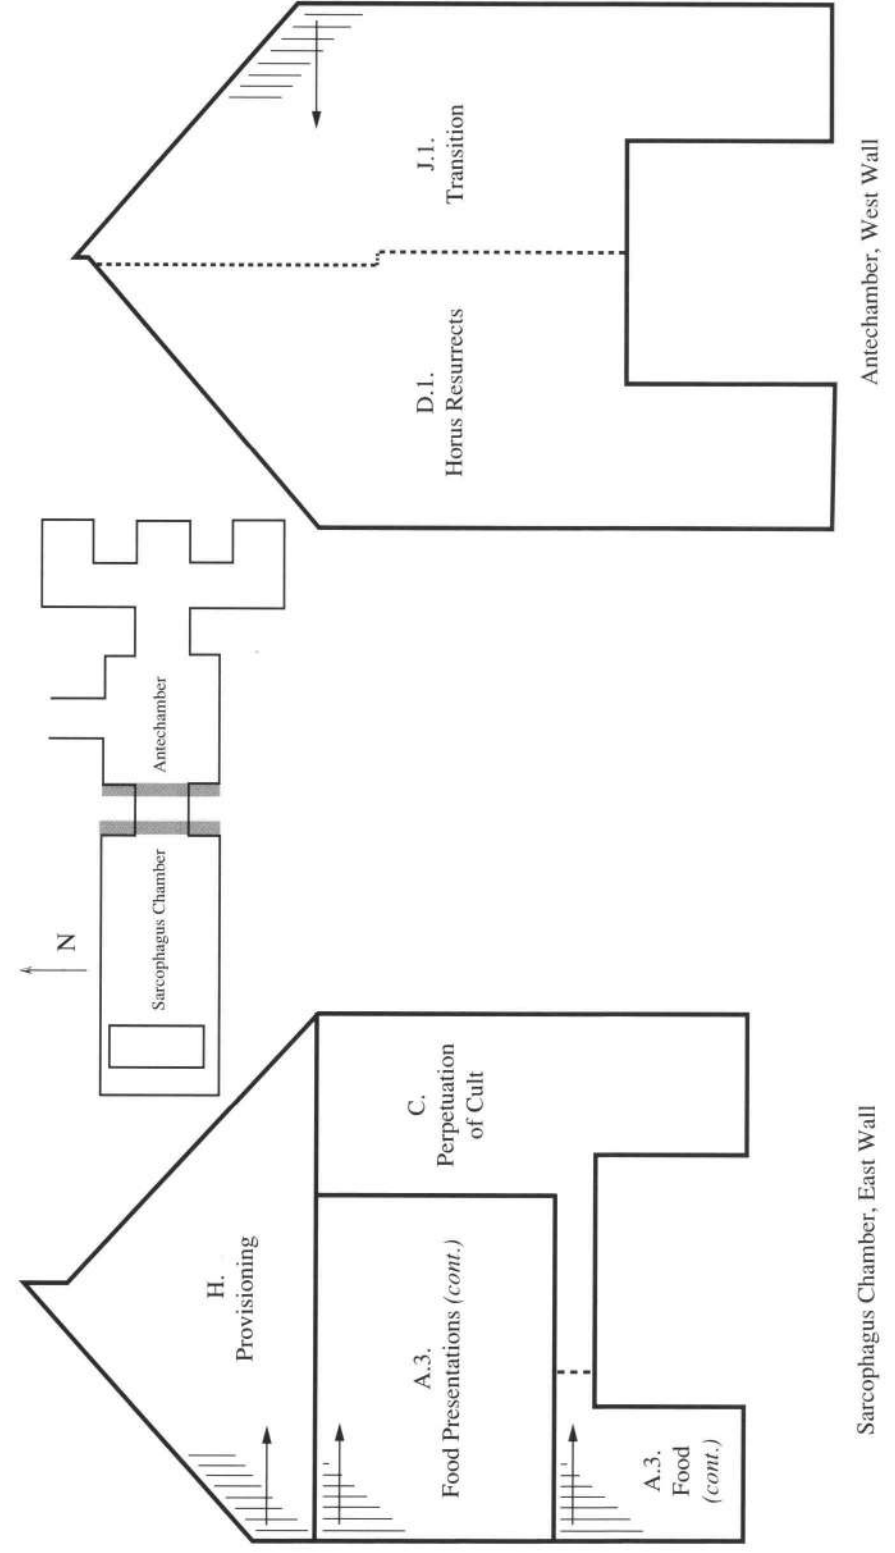 H.
Provisioning
A.3.
Food Presentations (cont.)
C.
Perpetuation
of Cult
A.3.
Food
(cont.)
Sarcophagus Chamber, East Wall
N
Sarcophagus Chamber
Antechamber
D.1.
Horus Resurrects
J.1.
Transition
Antechamber, West Wall